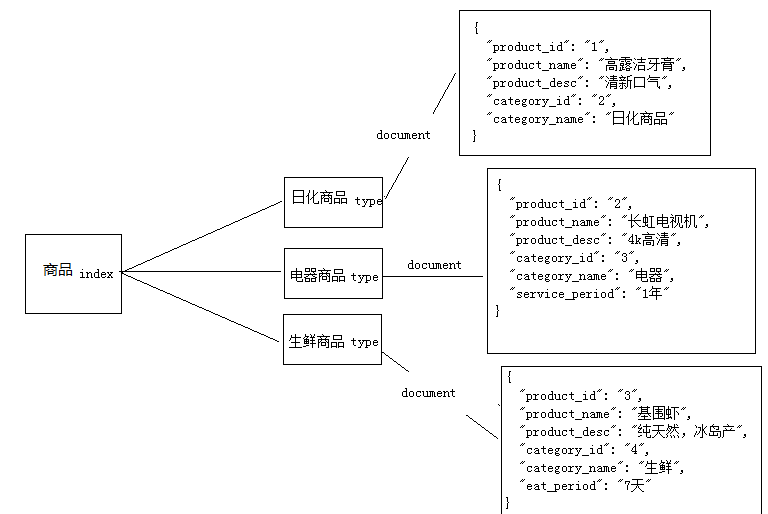 {
"product_id": "1",
"product_name": "高露洁牙膏",
"product_desc": "清新口气",
"category_id": "2",
"category_name": "日化商品"
}
document
日化商品 type
{
"product_id": "2",
"product_name": "长虹电视机",
"product_desc": "4k高清",
"category_id": "3",
"category_name": "电器",
"service_period": "1年"
}
商品 index
document
电器商品 type
生鲜商品 type
document
{
"product_id": "3",
"product_name": "基围虾",
"product_desc": "纯天然，冰岛产",
"category_id": "4",
"category_name": "生鲜",
"eat_period": "7天"
}